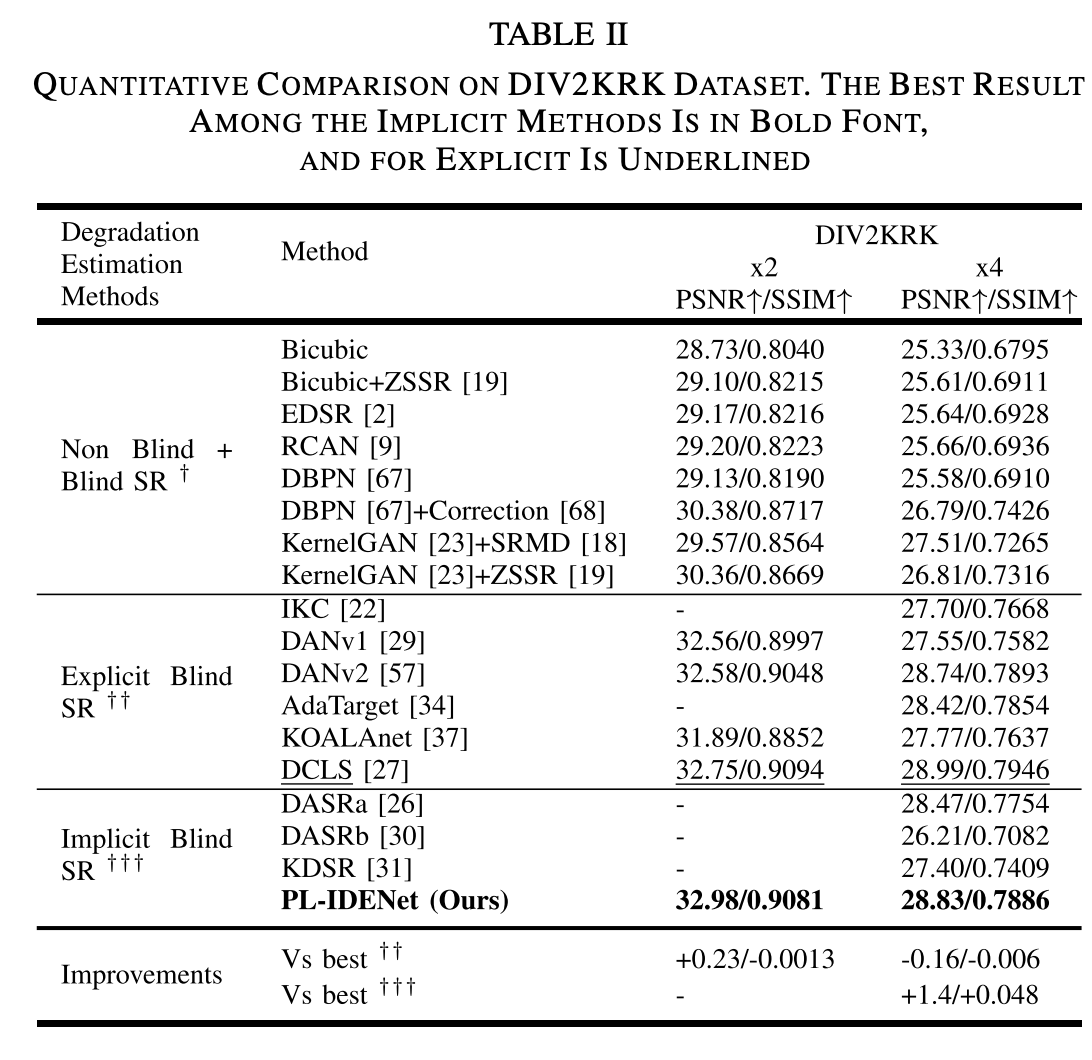 TABLE II
QUANTITATIVE COMPARISON ON DIV2KRK DATASET. THE BEST RESULT
AMONG THE IMPLICIT METHODS IS IN BOLD FONT,
AND FOR EXPLICIT IS UNDERLINED
Degradation Estimation Methods Method DIV2KRK
x2 x4
PSNR↑/SSIM↑ PSNR↑/SSIM↑
Non Blind + Blind SR †
Bicubic 28.73/0.8040 25.33/0.6795
Bicubic+ZSSR [19] 29.10/0.8215 25.61/0.6911
EDSR [2] 29.17/0.8216 25.64/0.6928
RCAN [9] 29.20/0.8223 25.66/0.6936
DBPN [67] 29.13/0.8190 25.58/0.6910
DBPN [67]+Correction [68] 30.38/0.8717 26.79/0.7426
KernelGAN [23]+SRMD [18] 29.57/0.8564 27.51/0.7265
KernelGAN [23]+ZSSR [19] 30.36/0.8669 26.81/0.7316
Explicit Blind SR ††
IKC [22] - 27.70/0.7668
DANv1 [29] 32.56/0.8997 27.55/0.7582
DANv2 [57] 32.58/0.9048 28.74/0.7893
AdaTarget [34] - 28.42/0.7854
KOALAnet [37] 31.89/0.8852 27.77/0.7637
DCLS [27] 32.75/0.9094 28.99/0.7946
Implicit Blind SR †††
DASRa [26] - 28.47/0.7754
DASRb [30] - 26.21/0.7082
KDSR [31] - 27.40/0.7409
PL-IDENet (Ours) 32.98/0.9081 28.83/0.7886
Improvements
Vs best †† +0.23/-0.0013 -0.16/-0.006
Vs best ††† - +1.4/+0.048